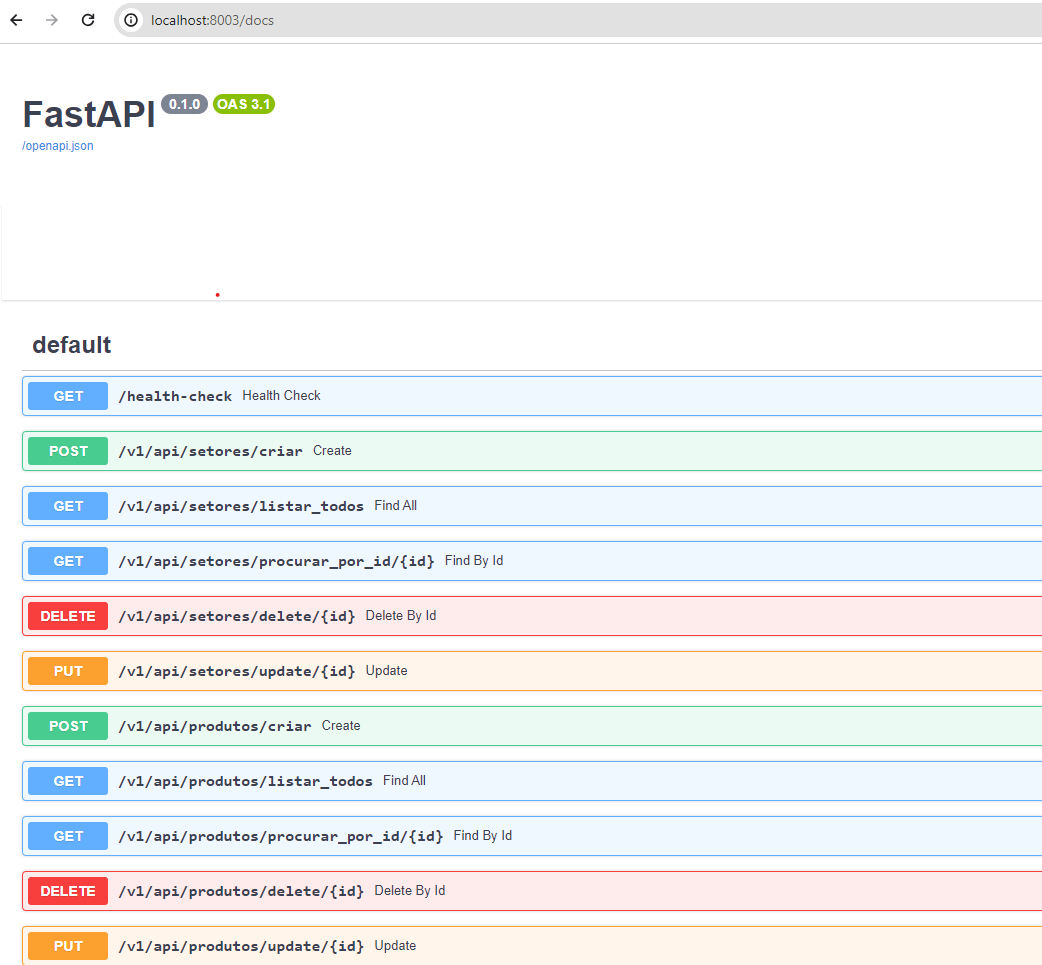 localhost:8003/docs
FastAPI 0.1.0 OAS 3.1
/openapi.json
default
GET /health-check Health Check
POST /v1/api/setores/criar Create
GET /v1/api/setores/listar_todos Find All
GET /v1/api/setores/procurar_por_id/{id} Find By Id
DELETE /v1/api/setores/delete/{id} Delete By Id
PUT /v1/api/setores/update/{id} Update
POST /v1/api/produtos/criar Create
GET /v1/api/produtos/listar_todos Find All
GET /v1/api/produtos/procurar_por_id/{id} Find By Id
DELETE /v1/api/produtos/delete/{id} Delete By Id
PUT /v1/api/produtos/update/{id} Update